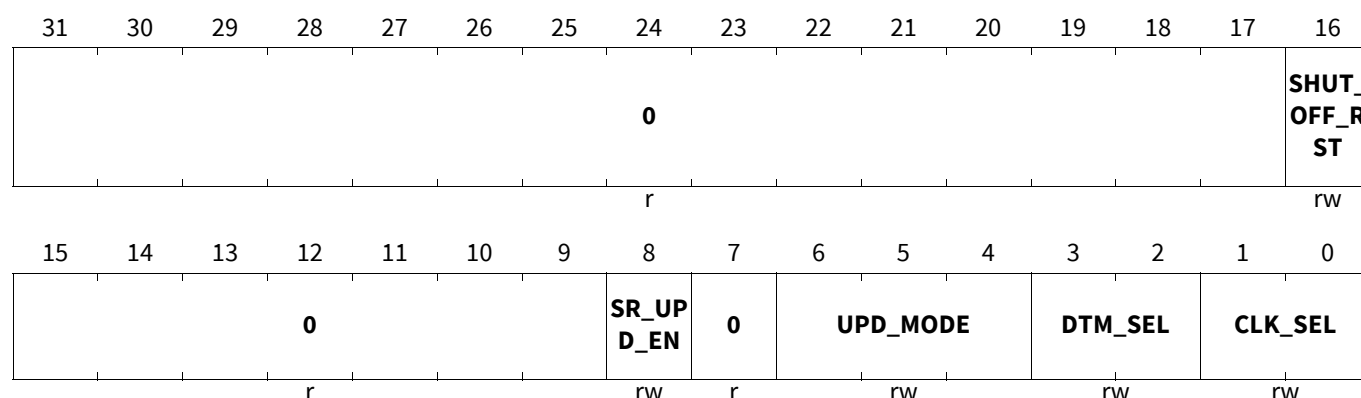 31 30 29 28 27 26 25 24 23 22 21 20 19 18 17 16
0
SHUT_
OFF_R
ST
r rw
15 14 13 12 11 10 9 8 7 6 5 4 3 2 1 0
0
SR_UP
D_EN
0 UPD_MODE DTM_SEL CLK_SEL
r rw r rw rw rw